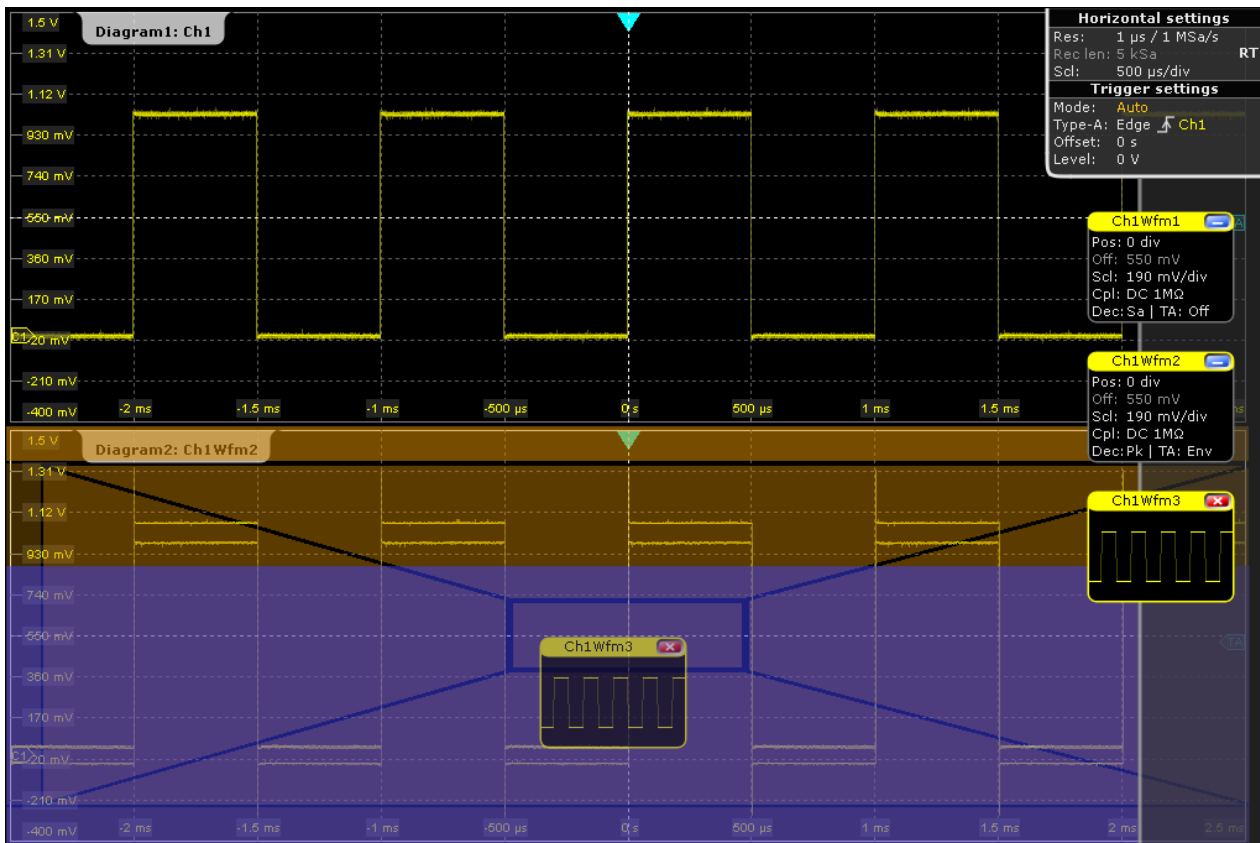 1.5 V
Diagram1: Ch1
1.31 V
1.12 V
930 mV
740 mV
550 mV
360 mV
170 mV
C1
-20 mV
-210 mV
-400 mV
-2 ms
-1.5 ms
-1 ms
-500 µs
0 s
500 µs
1 ms
1.5 ms
Horizontal settings
Res: 1 µs / 1 MSa/s
Rec len: 5 kSa RT
Scl: 500 µs/div
Trigger settings
Mode: Auto
Type-A: Edge Ch1
Offset: 0 s
Level: 0 V
Ch1Wfm1
Pos: 0 div
Off: 550 mV
Scl: 190 mV/div
Cpl: DC 1MΩ
Dec: Sa | TA: Off
Ch1Wfm2
Pos: 0 div
Off: 550 mV
Scl: 190 mV/div
Cpl: DC 1MΩ
Dec: Pk | TA: Env
Ch1Wfm3
1.5 V
Diagram2: Ch1Wfm2
1.31 V
1.12 V
930 mV
740 mV
550 mV
360 mV
170 mV
C1
-20 mV
-210 mV
-400 mV
Ch1Wfm3
TA
-2 ms
-1.5 ms
-1 ms
-500 µs
0 s
500 µs
1 ms
1.5 ms
2 ms
2.5 ms